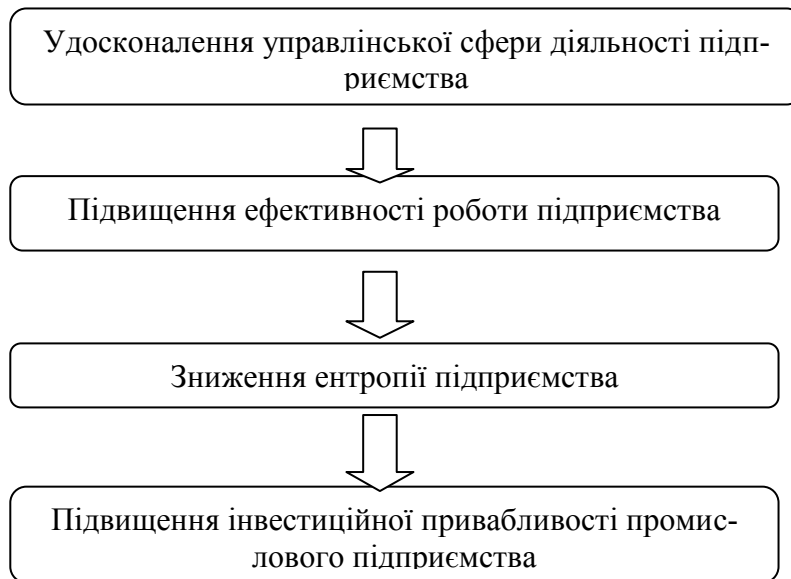 Удосконалення управлінської сфери діяльності підп-
риємства
Підвищення ефективності роботи підприємства
Зниження ентропії підприємства
Підвищення інвестиційної привабливості промис-
лового підприємства